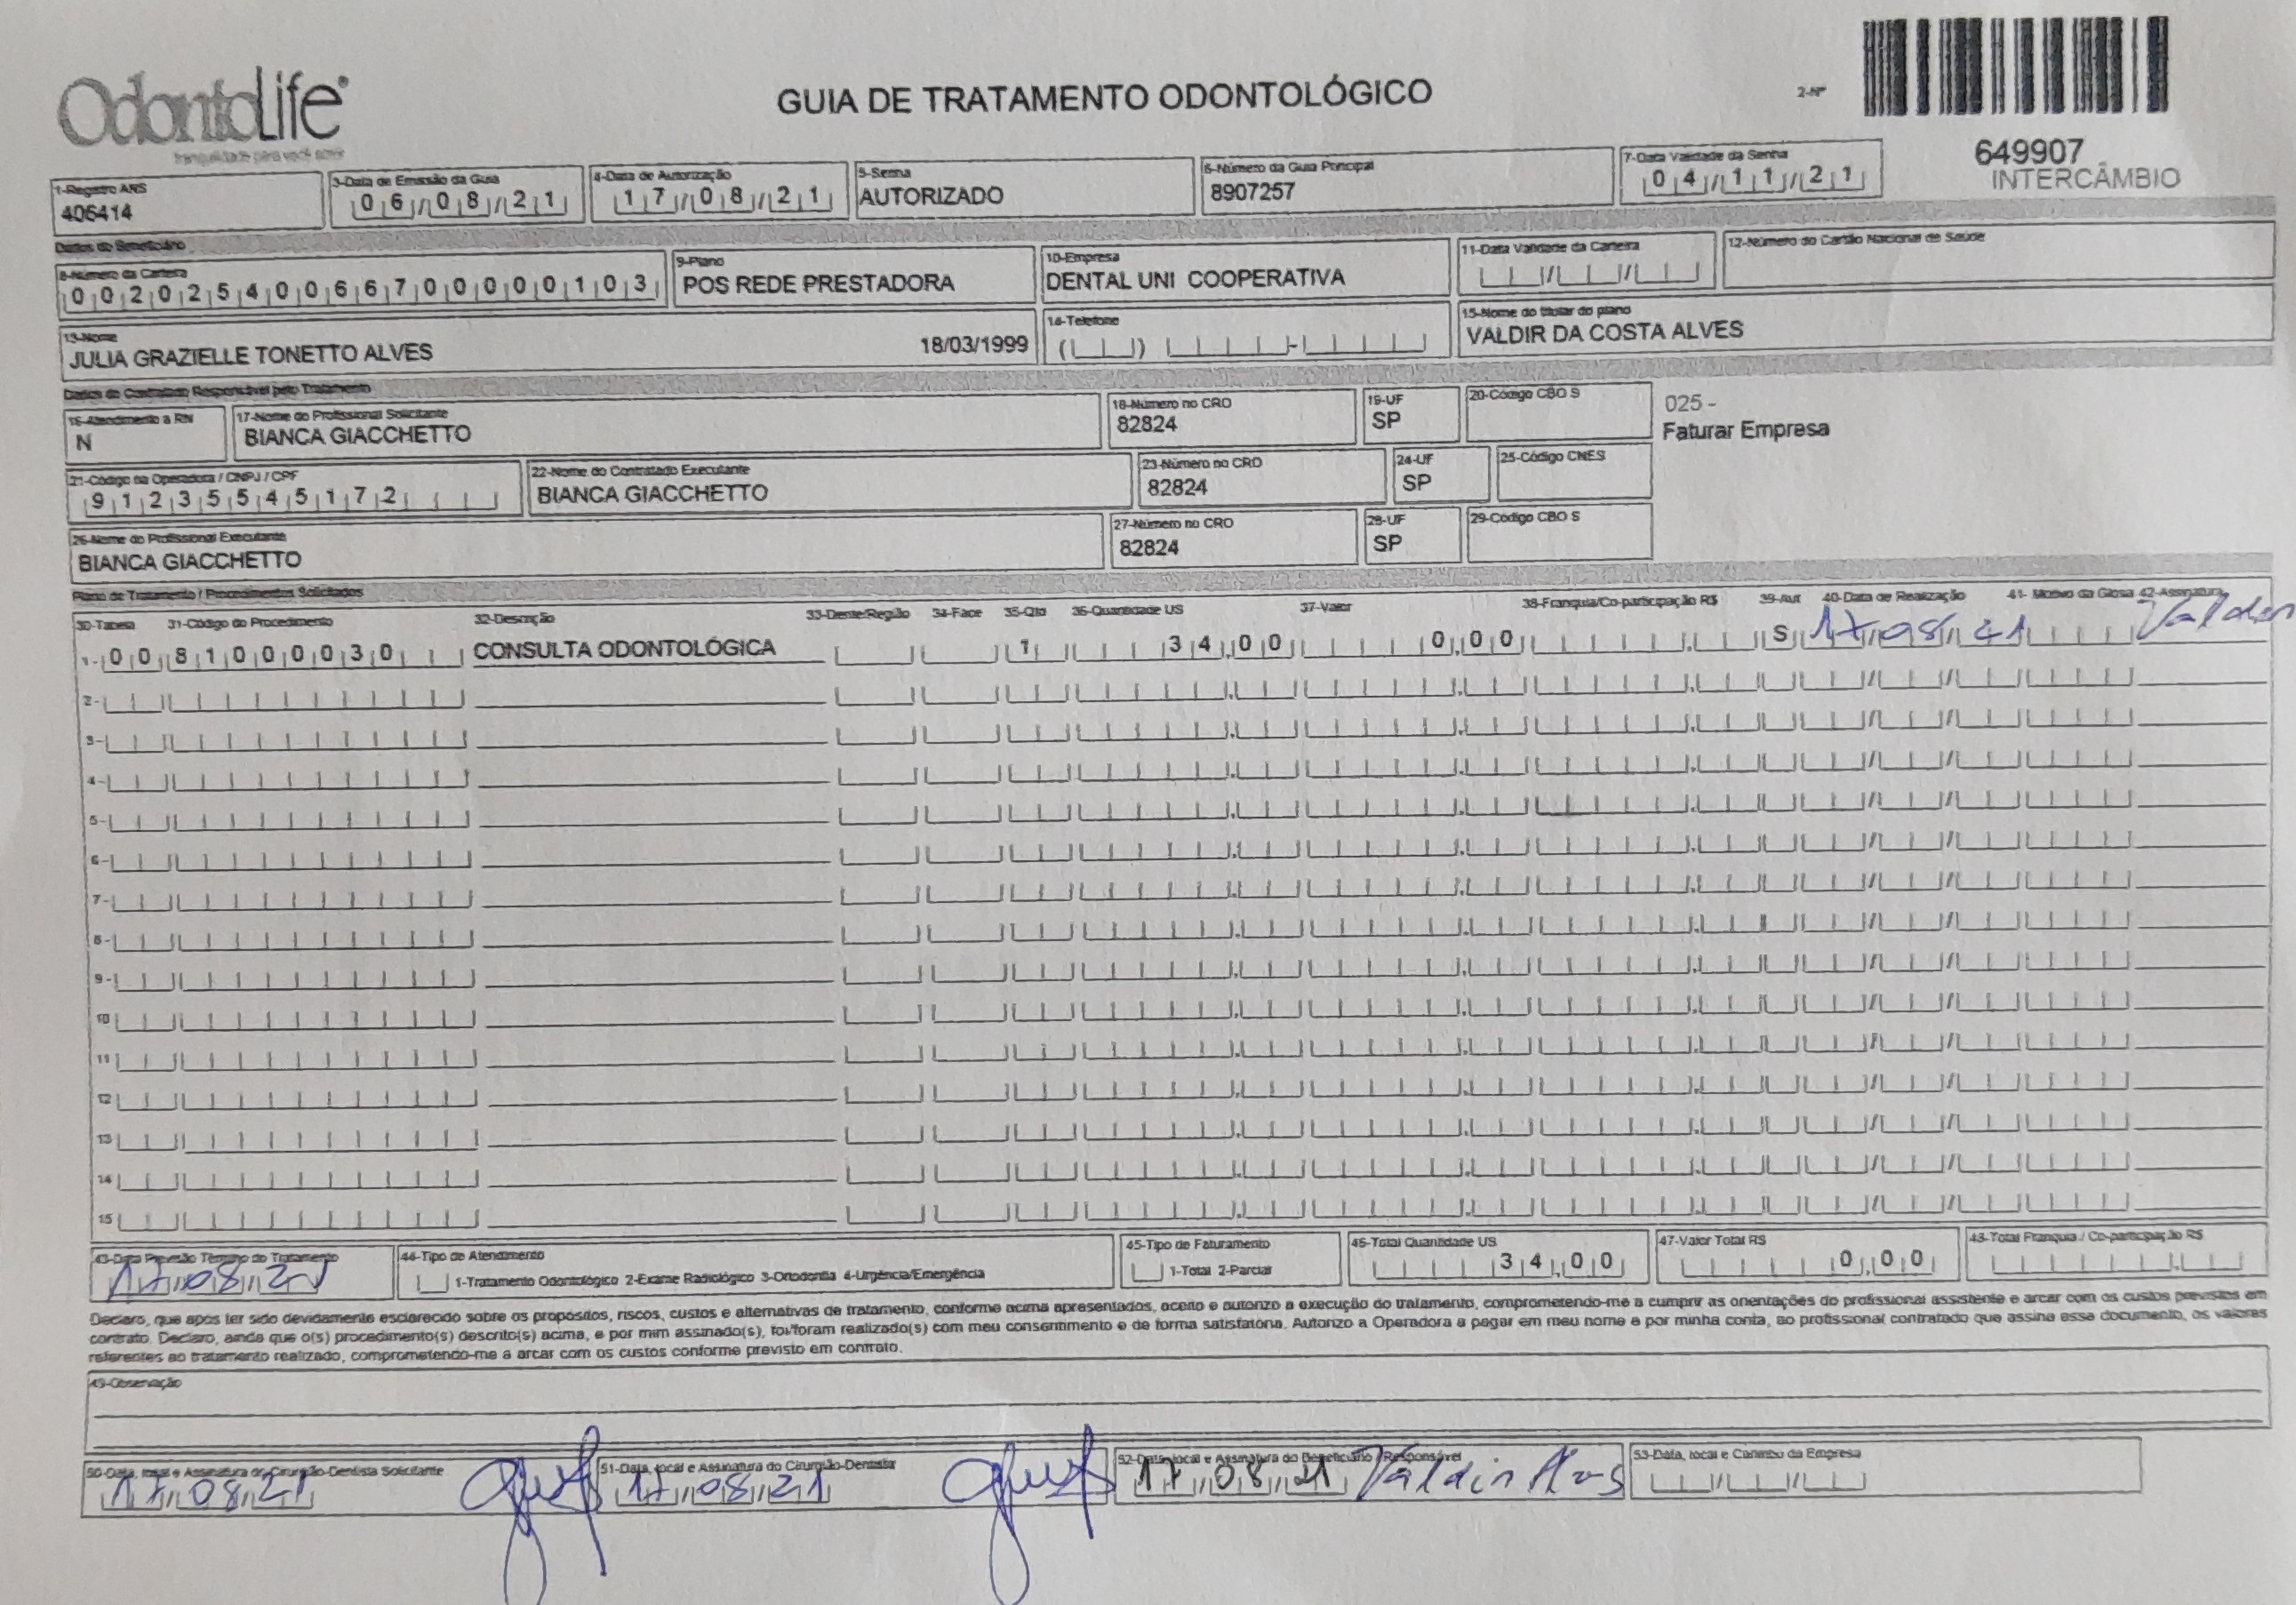 OdontoLife®
tranquilidade para você sorrir
GUIA DE TRATAMENTO ODONTOLÓGICO
2-Nº
649907
INTERCÂMBIO
1-Registro ANS
406414
3-Data de Emissão da Guia
06/08/21
4-Data de Autorização
17/08/21
5-Senha
AUTORIZADO
6-Número da Guia Principal
8907257
7-Data Validade da Senha
04/11/21
Dados do Beneficiário
8-Número da Carteira
00202540066700000103
9-Plano
POS REDE PRESTADORA
10-Empresa
DENTAL UNI COOPERATIVA
11-Data Validade da Carteira
12-Número do Cartão Nacional de Saúde
13-Nome
JULIA GRAZIELLE TONETTO ALVES 18/03/1999
14-Telefone
15-Nome do titular do plano
VALDIR DA COSTA ALVES
Dados do Contratado Responsável pelo Tratamento
16-Atendimento a RN
N
17-Nome do Profissional Solicitante
BIANCA GIACCHETTO
18-Número no CRO
82824
19-UF
SP
20-Código CBO S
025 -
Faturar Empresa
21-Código na Operadora / CNPJ / CPF
91235545172
22-Nome do Contratado Executante
BIANCA GIACCHETTO
23-Número no CRO
82824
24-UF
SP
25-Código CNES
26-Nome do Profissional Executante
BIANCA GIACCHETTO
27-Número no CRO
82824
28-UF
SP
29-Código CBO S
Plano de Tratamento / Procedimentos Solicitados
30-Tabela 31-Código do Procedimento 32-Descrição 33-Dente/Região 34-Face 35-Qtd 36-Quantidade US 37-Valor 38-Franquia/Co-participação R$ 39-Aut 40-Data de Realização 41- Motivo da Glosa 42-Assinatura
1- 00 81000030 CONSULTA ODONTOLÓGICA 1 34,00 0,00 S 17/08/21 Valdir
2-
3-
4-
5-
6-
7-
8-
9-
10
11
12
13
14
15
43-Data Previsão Término do Tratamento
17/08/21
44-Tipo de Atendimento
1-Tratamento Odontológico 2-Exame Radiológico 3-Ortodontia 4-Urgência/Emergência
45-Tipo de Faturamento
1-Total 2-Parcial
46-Total Quantidade US
34,00
47-Valor Total R$
0,00
48-Total Franquia / Co-participação R$
Declaro, que após ter sido devidamente esclarecido sobre os propósitos, riscos, custos e alternativas de tratamento, conforme acima apresentados, aceito e autorizo a execução do tratamento, comprometendo-me a cumprir as orientações do profissional assistente e arcar com os custos previstos em
contrato. Declaro, ainda que o(s) procedimento(s) descrito(s) acima, e por mim assinado(s), foi/foram realizado(s) com meu consentimento e de forma satisfatória. Autorizo a Operadora a pagar em meu nome e por minha conta, ao profissional contratado que assina esse documento, os valores
referentes ao tratamento realizado, comprometendo-me a arcar com os custos conforme previsto em contrato.
49-Observação
50-Data, local e Assinatura do Cirurgião-Dentista Solicitante
17/08/21
51-Data, local e Assinatura do Cirurgião-Dentista
17/08/21
52-Data, local e Assinatura do Beneficiário / Responsável
17/08/21 Valdir Alves
53-Data, local e Carimbo da Empresa